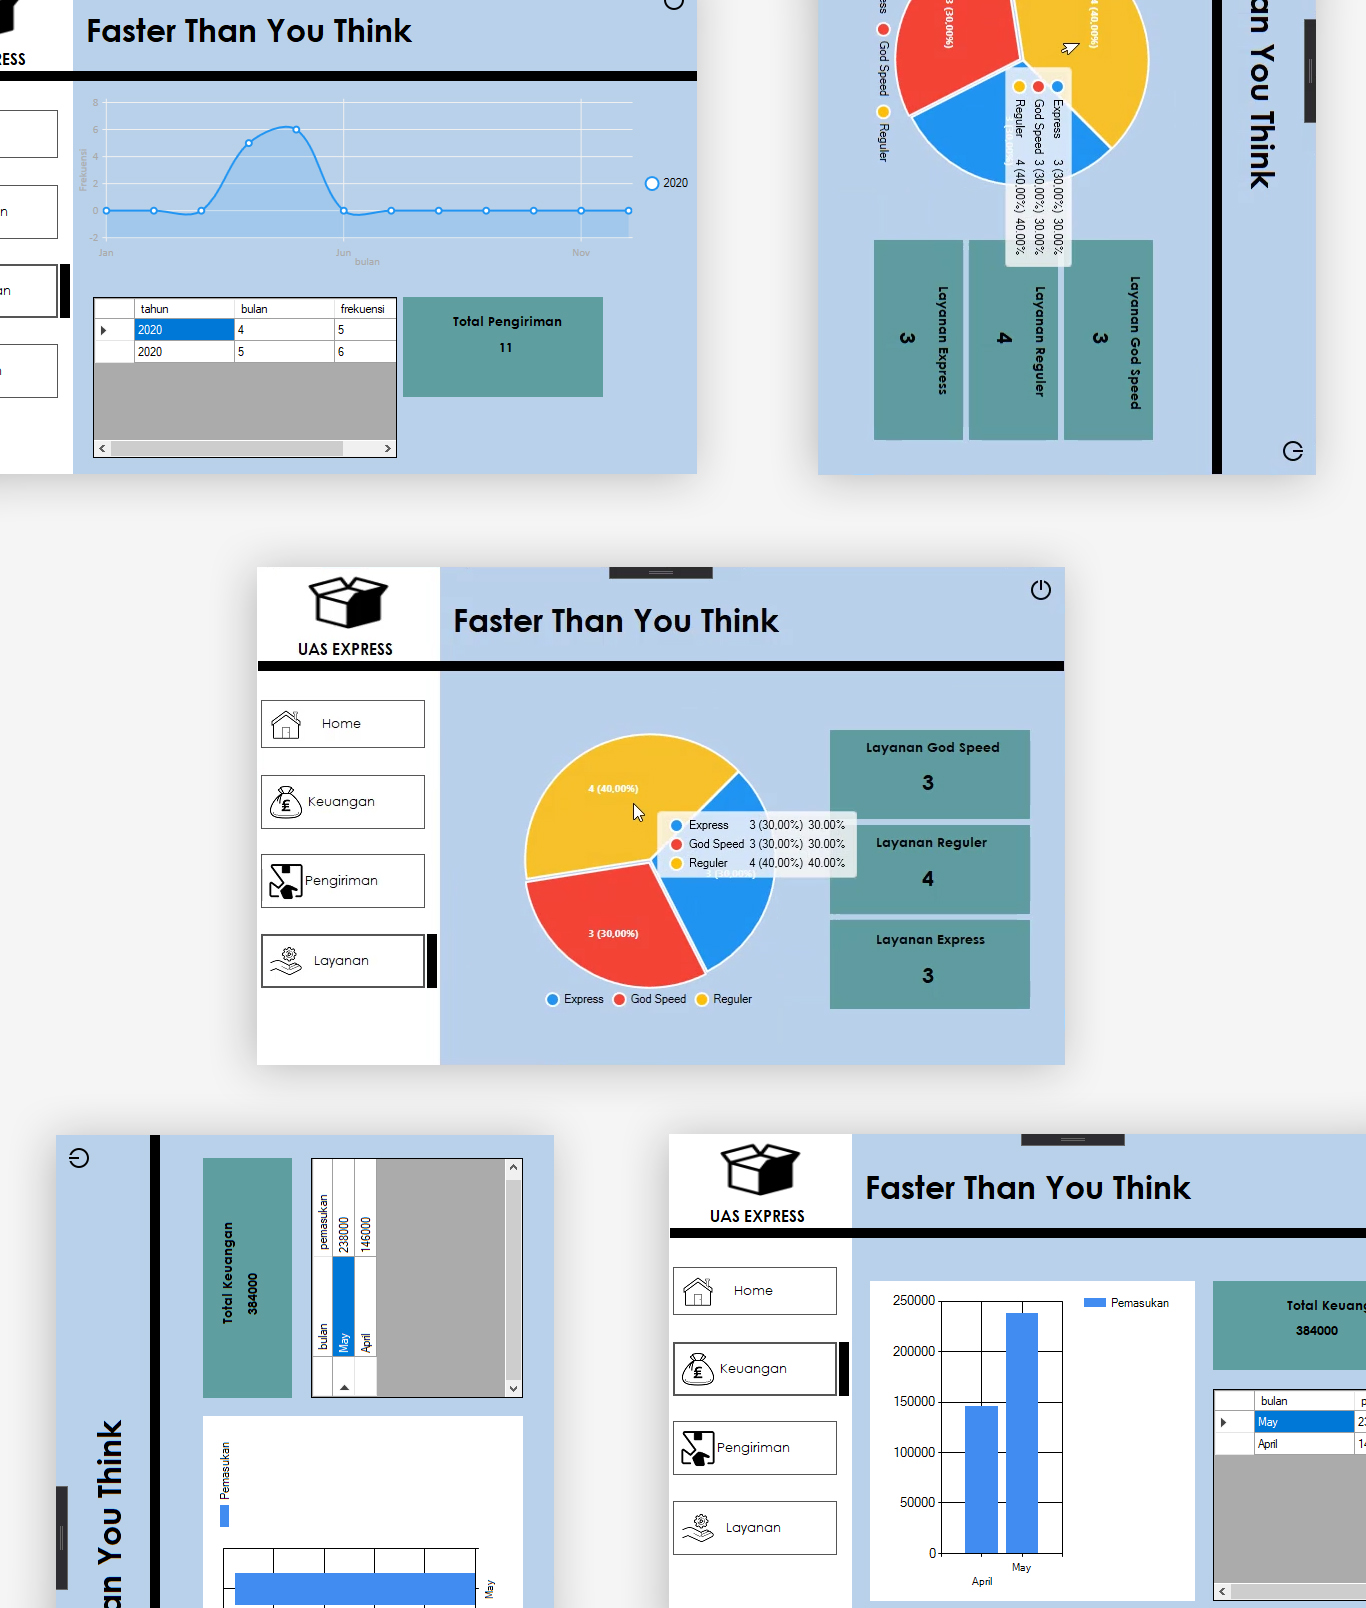 Faster Than You Think
8
6
4
2
0
-2
Frekuensi
Jan
Jun
Nov
bulan
2020
tahun
bulan
frekuensi
2020
4
5
2020
5
6
Total Pengiriman
11
God Speed
Reguler
3 (30,00%)
4 (40,00%)
Express 3 (30,00%) 30.00%
God Speed 3 (30,00%) 30.00%
Reguler 4 (40,00%) 40.00%
Layanan God Speed
3
Layanan Reguler
4
Layanan Express
3
You Think
UAS EXPRESS
Faster Than You Think
Home
Keuangan
Pengiriman
Layanan
4 (40,00%)
Express 3 (30,00%) 30.00%
God Speed 3 (30,00%) 30.00%
Reguler 4 (40,00%) 40.00%
3 (30,00%)
3 (30,00%)
Express
God Speed
Reguler
Layanan God Speed
3
Layanan Reguler
4
Layanan Express
3
You Think
Total Keuangan
384000
bulan
pemasukan
May
238000
April
146000
Pemasukan
May
UAS EXPRESS
Faster Than You Think
Home
Keuangan
Pengiriman
Layanan
250000
200000
150000
100000
50000
0
April
May
Pemasukan
Total
384000
bulan
May
April